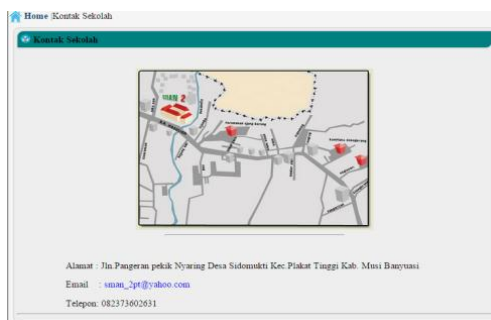 Home |Kontak Sekolah
Kontak Sekolah
2
Alamat : Jln.Pangeran pekik Nyaring Desa Sidomukti Kec.Plakat Tinggi Kab. Musi Banyuasi
Email : sman_2pt@yahoo.com
Telepon: 082373602631